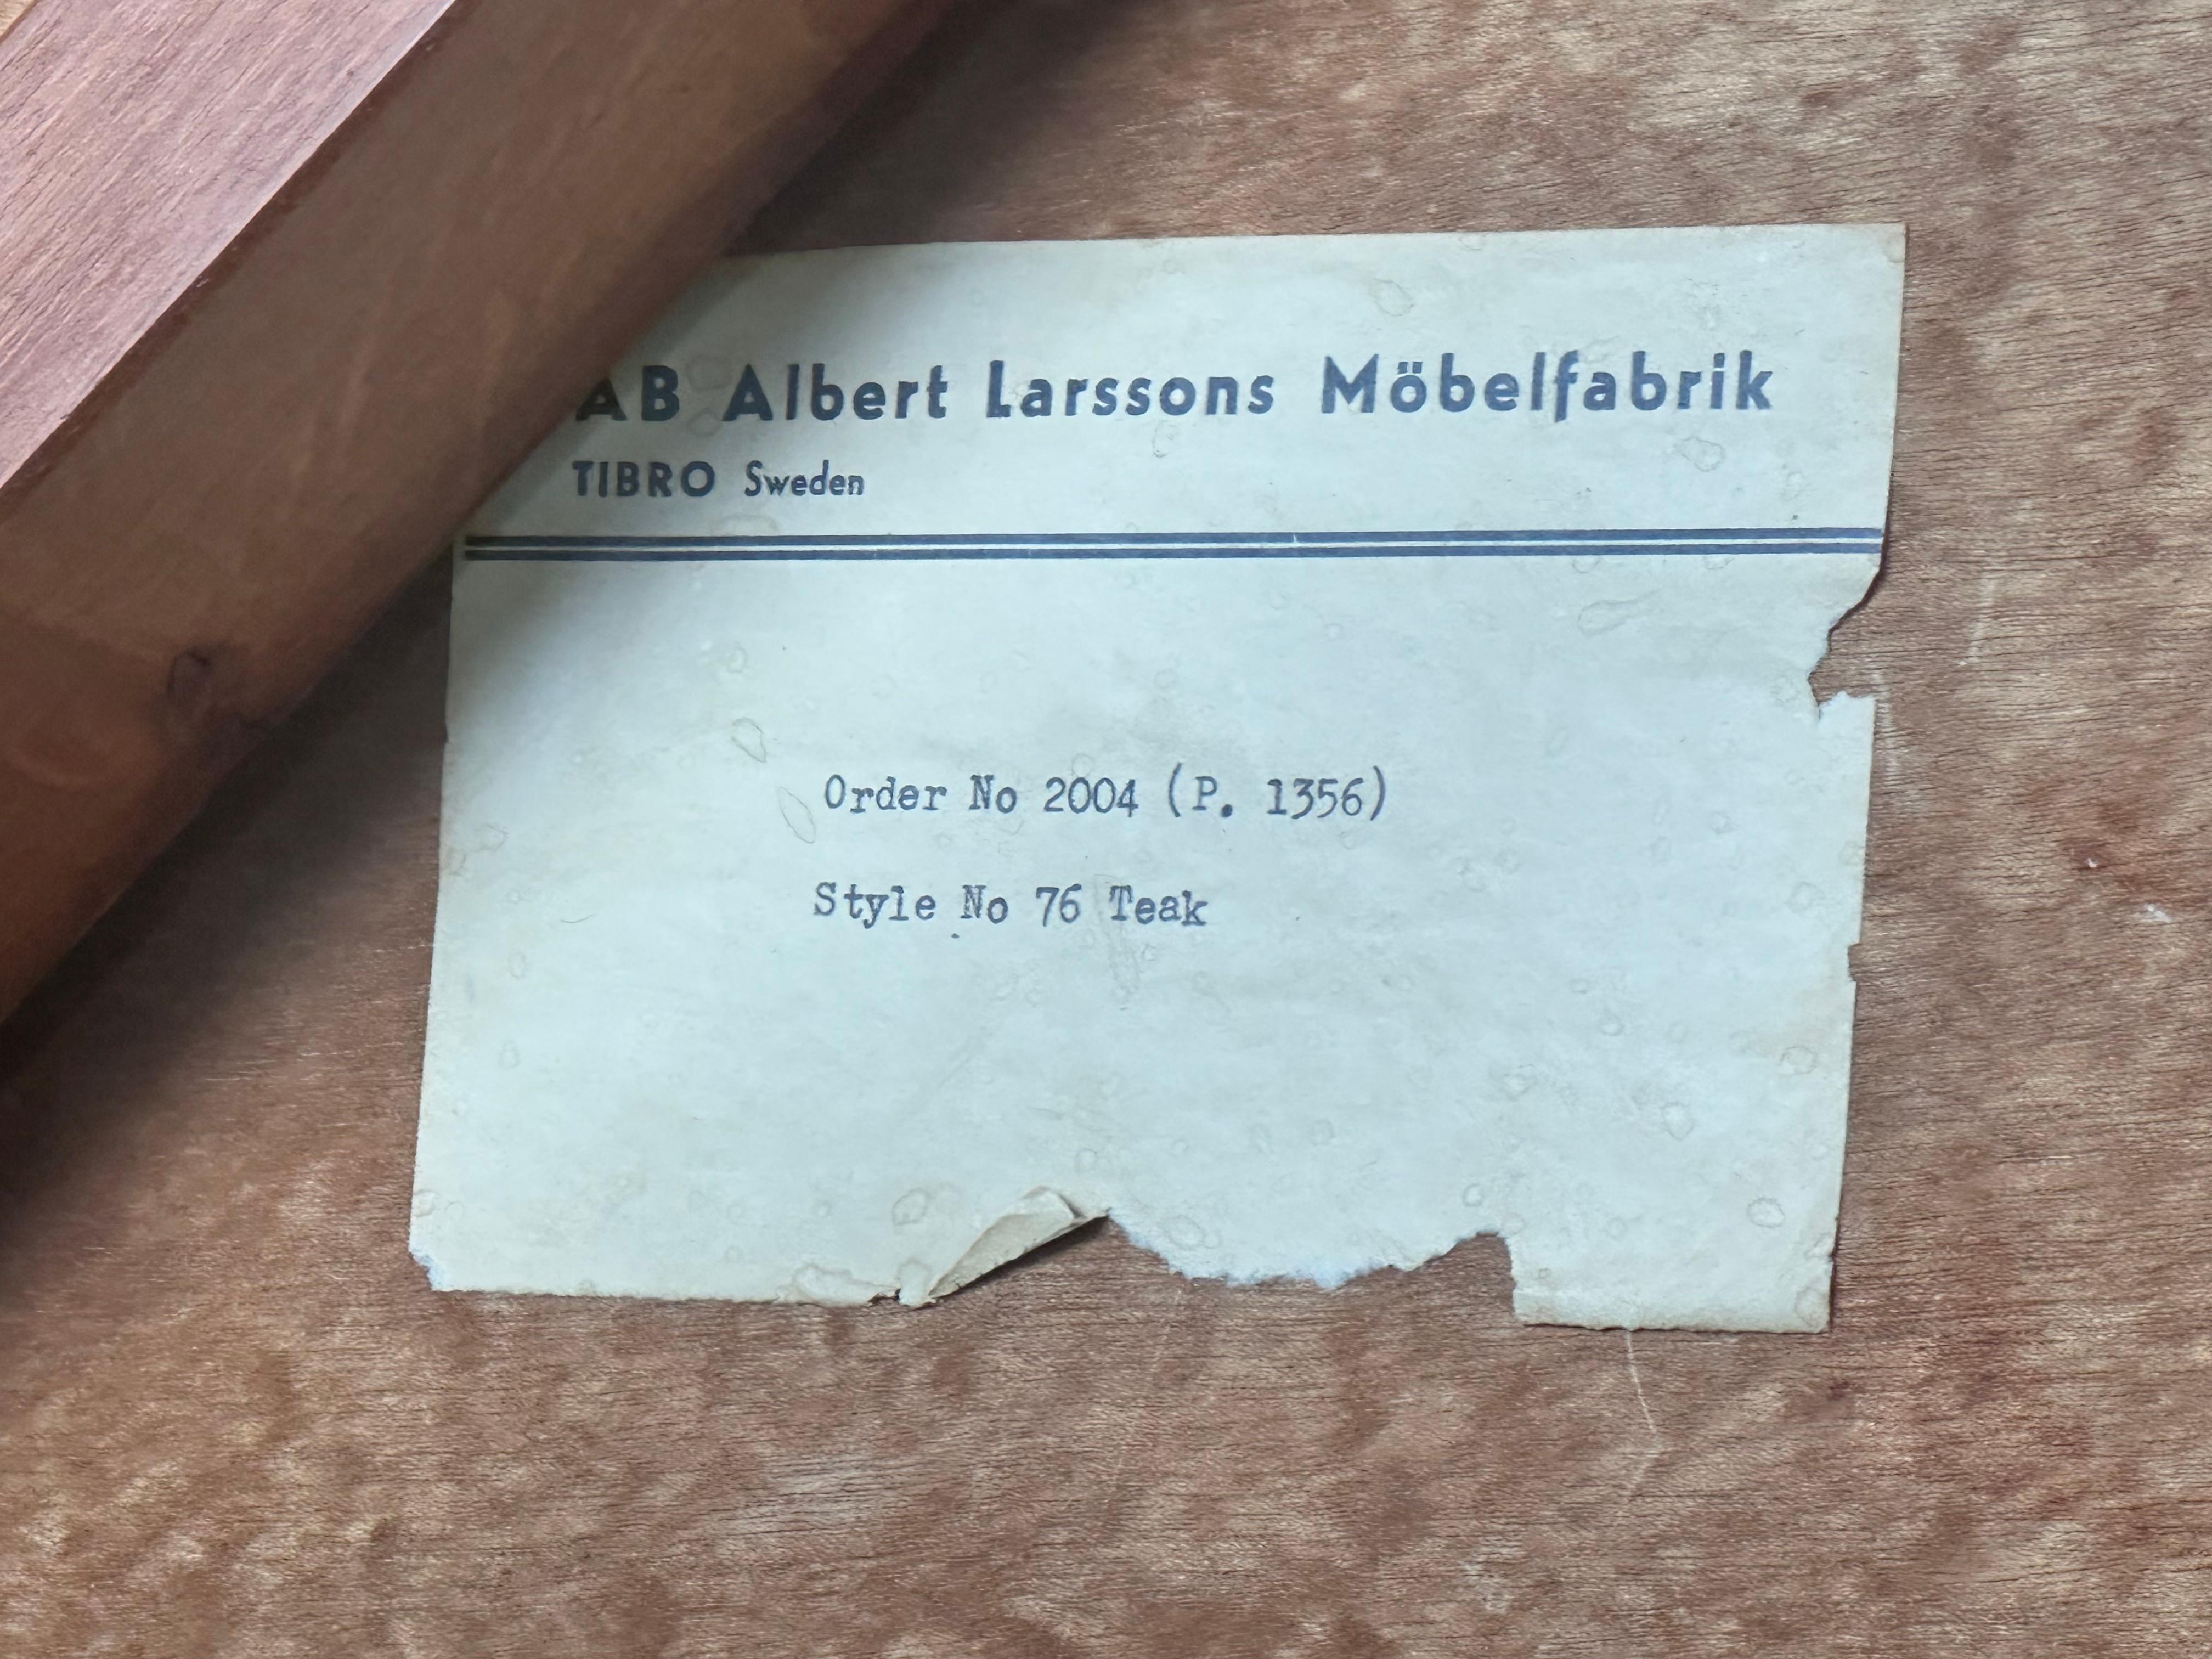 AB Albert Larssons Möbelfabrik
TIBRO Sweden
Order No 2004 (P. 1356)
Style No 76 Teak